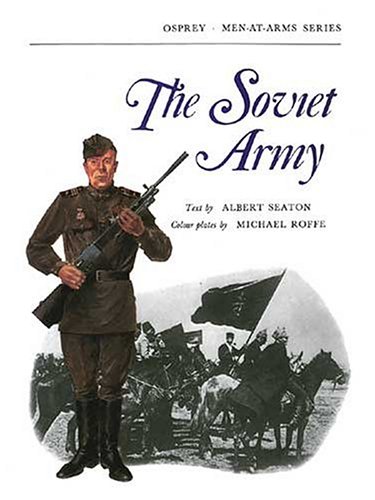 OSPREY · MEN-AT-ARMS SERIES
The Soviet
Army
Text by ALBERT SEATON
Colour plates by MICHAEL ROFFE